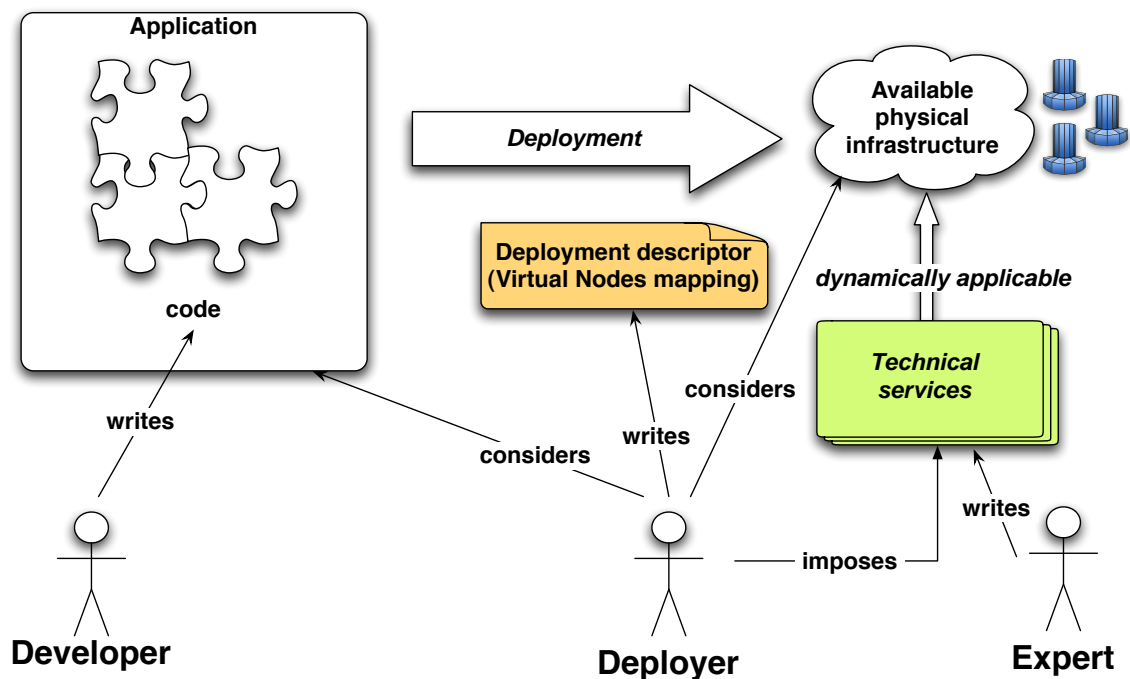 Application
code
Deployment
Available
physical
infrastructure
Deployment descriptor
(Virtual Nodes mapping)
dynamically applicable
Technical
services
writes
considers
writes
considers
imposes
writes
Developer
Deployer
Expert